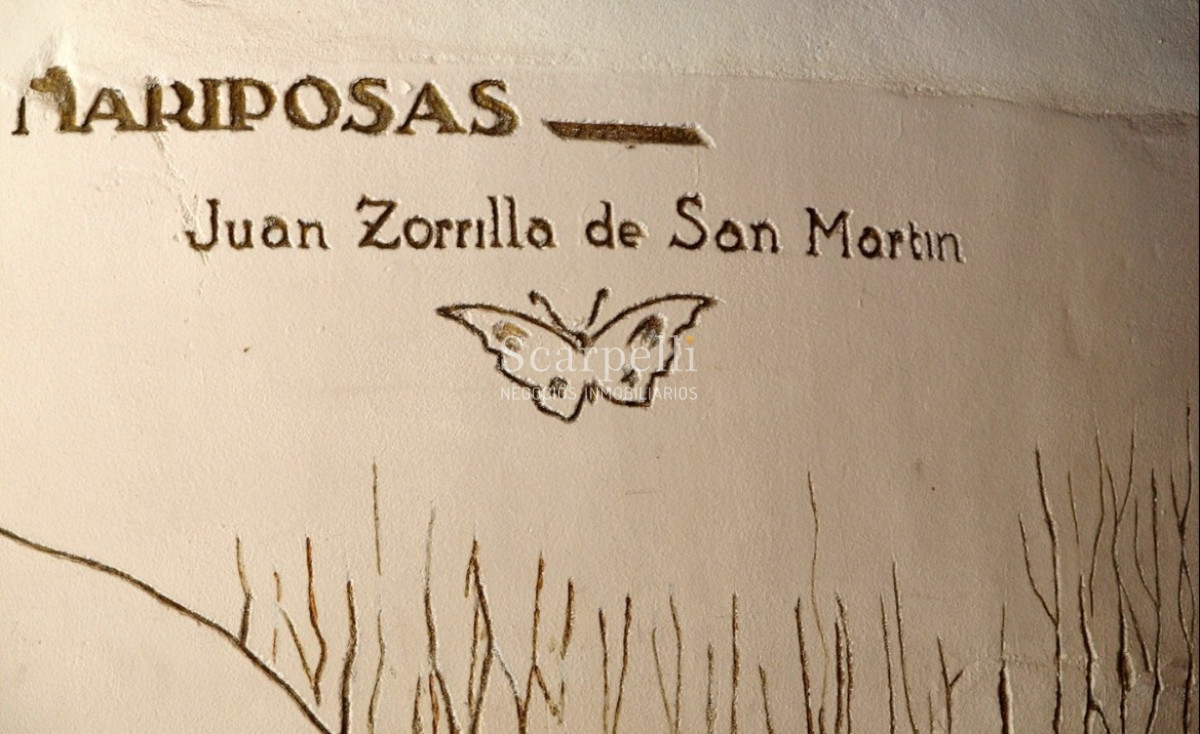 MARIPOSAS
Juan Zorrilla de San Martin
Scarpelli
NEGOCIOS INMOBILIARIOS